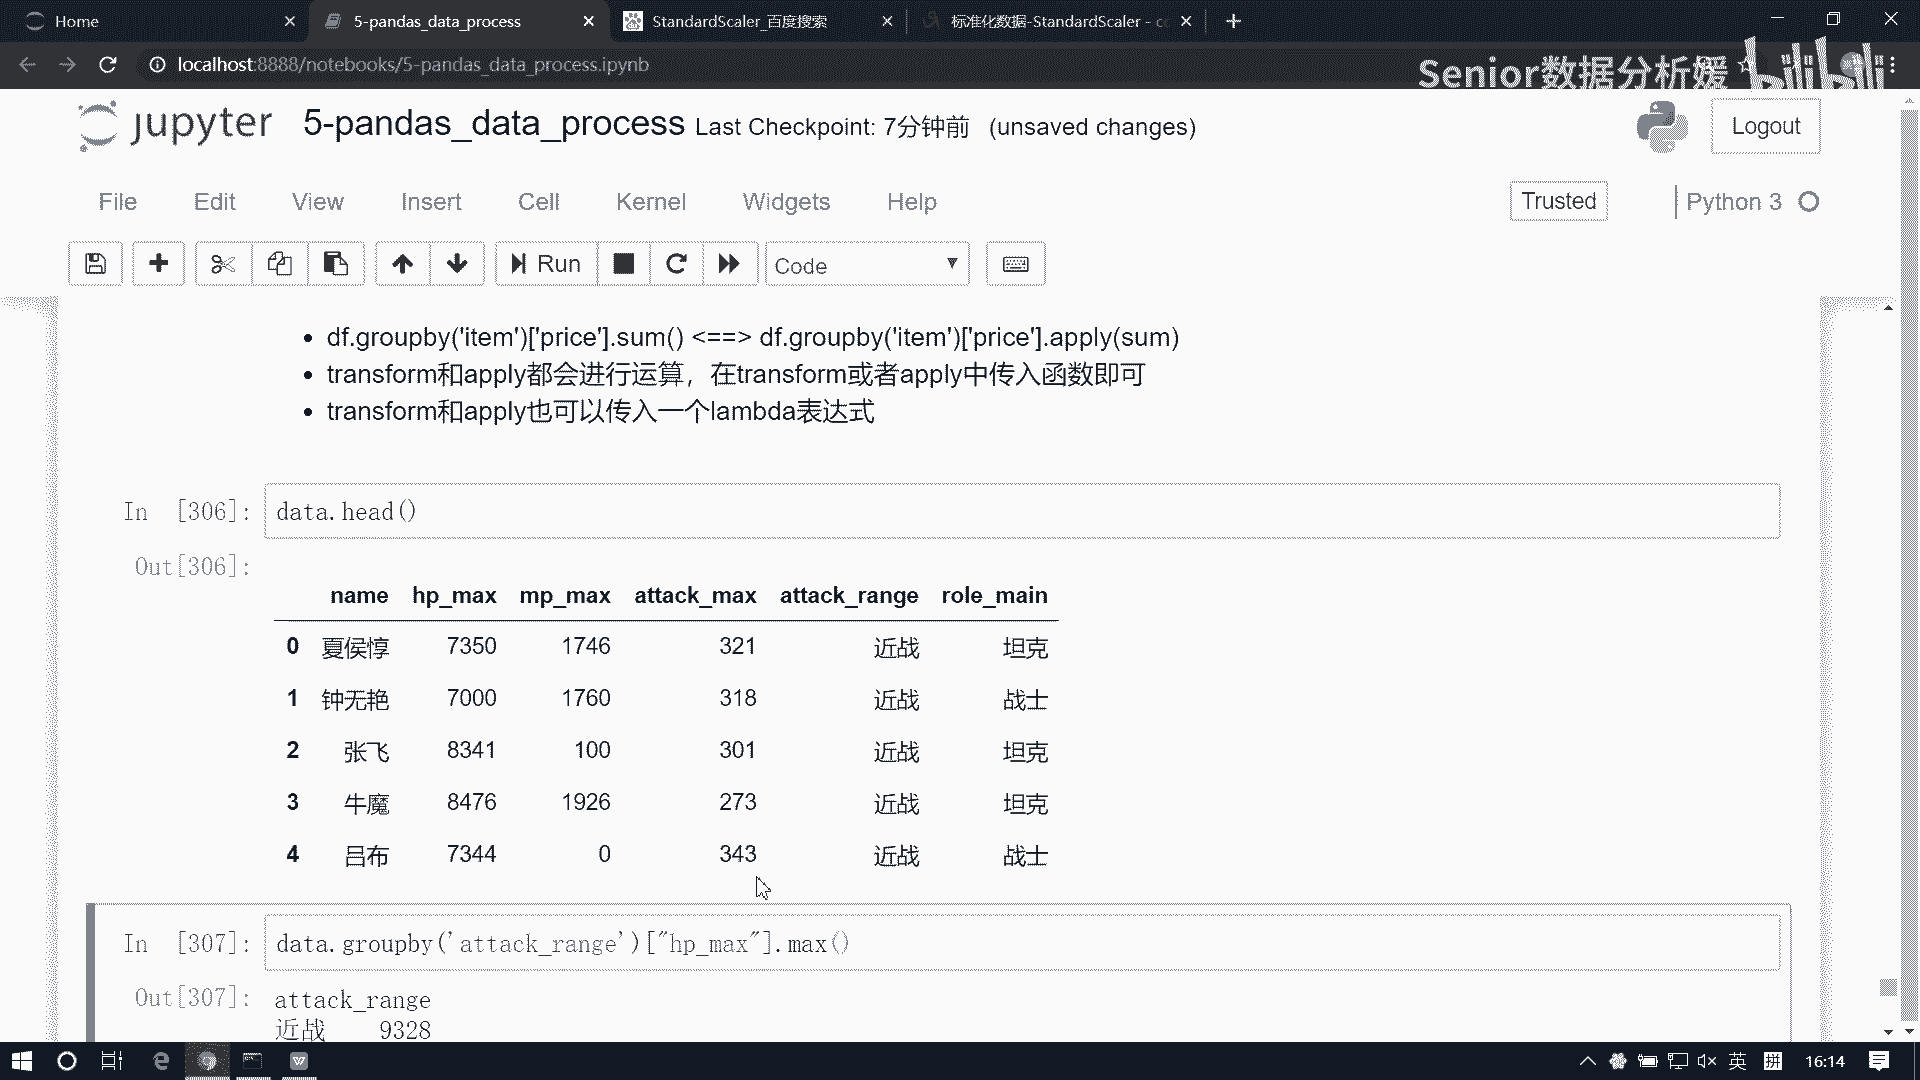 Home
5-pandas_data_process
StandardScaler_百度搜索
标准化数据-StandardScaler - c
localhost:8888/notebooks/5-pandas_data_process.ipynb
Senior数据分析媛 bilibili
jupyter 5-pandas_data_process Last Checkpoint: 7分钟前 (unsaved changes)
Logout
File Edit View Insert Cell Kernel Widgets Help
Trusted
Python 3
Run
Code
• df.groupby('item')['price'].sum() <==> df.groupby('item')['price'].apply(sum)
• transform和apply都会进行运算，在transform或者apply中传入函数即可
• transform和apply也可以传入一个lambda表达式
In [306]: data.head()
Out[306]:
name hp_max mp_max attack_max attack_range role_main
0 夏侯惇 7350 1746 321 近战 坦克
1 钟无艳 7000 1760 318 近战 战士
2 张飞 8341 100 301 近战 坦克
3 牛魔 8476 1926 273 近战 坦克
4 吕布 7344 0 343 近战 战士
In [307]: data.groupby('attack_range')["hp_max"].max()
Out[307]: attack_range
近战 9328
英
拼
16:14